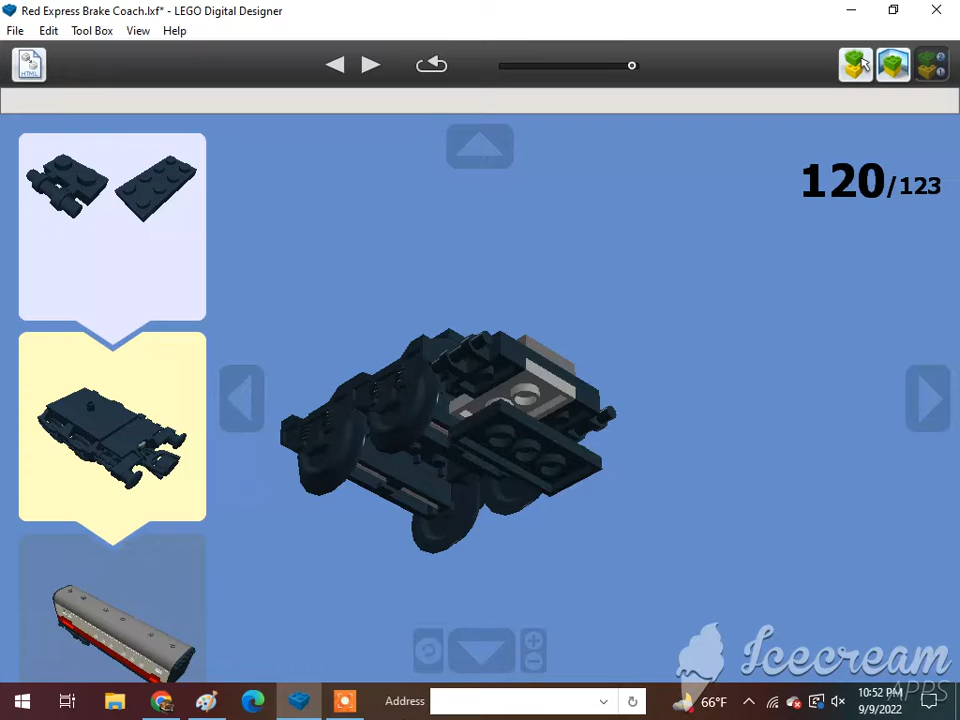 Red Express Brake Coach.lxf* - LEGO Digital Designer
File Edit Tool Box View Help
HTML
120/123
Icecream
APPS
Address
66°F
10:52 PM
9/9/2022